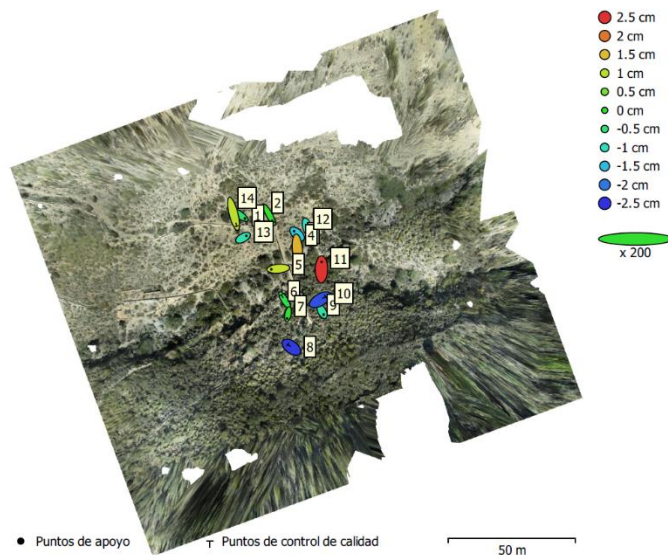 2.5 cm
2 cm
1.5 cm
1 cm
0.5 cm
0 cm
-0.5 cm
-1 cm
-1.5 cm
-2 cm
-2.5 cm
x 200
14
2
1
12
13
4
5
11
6
10
7
9
8
Puntos de apoyo
Puntos de control de calidad
50 m